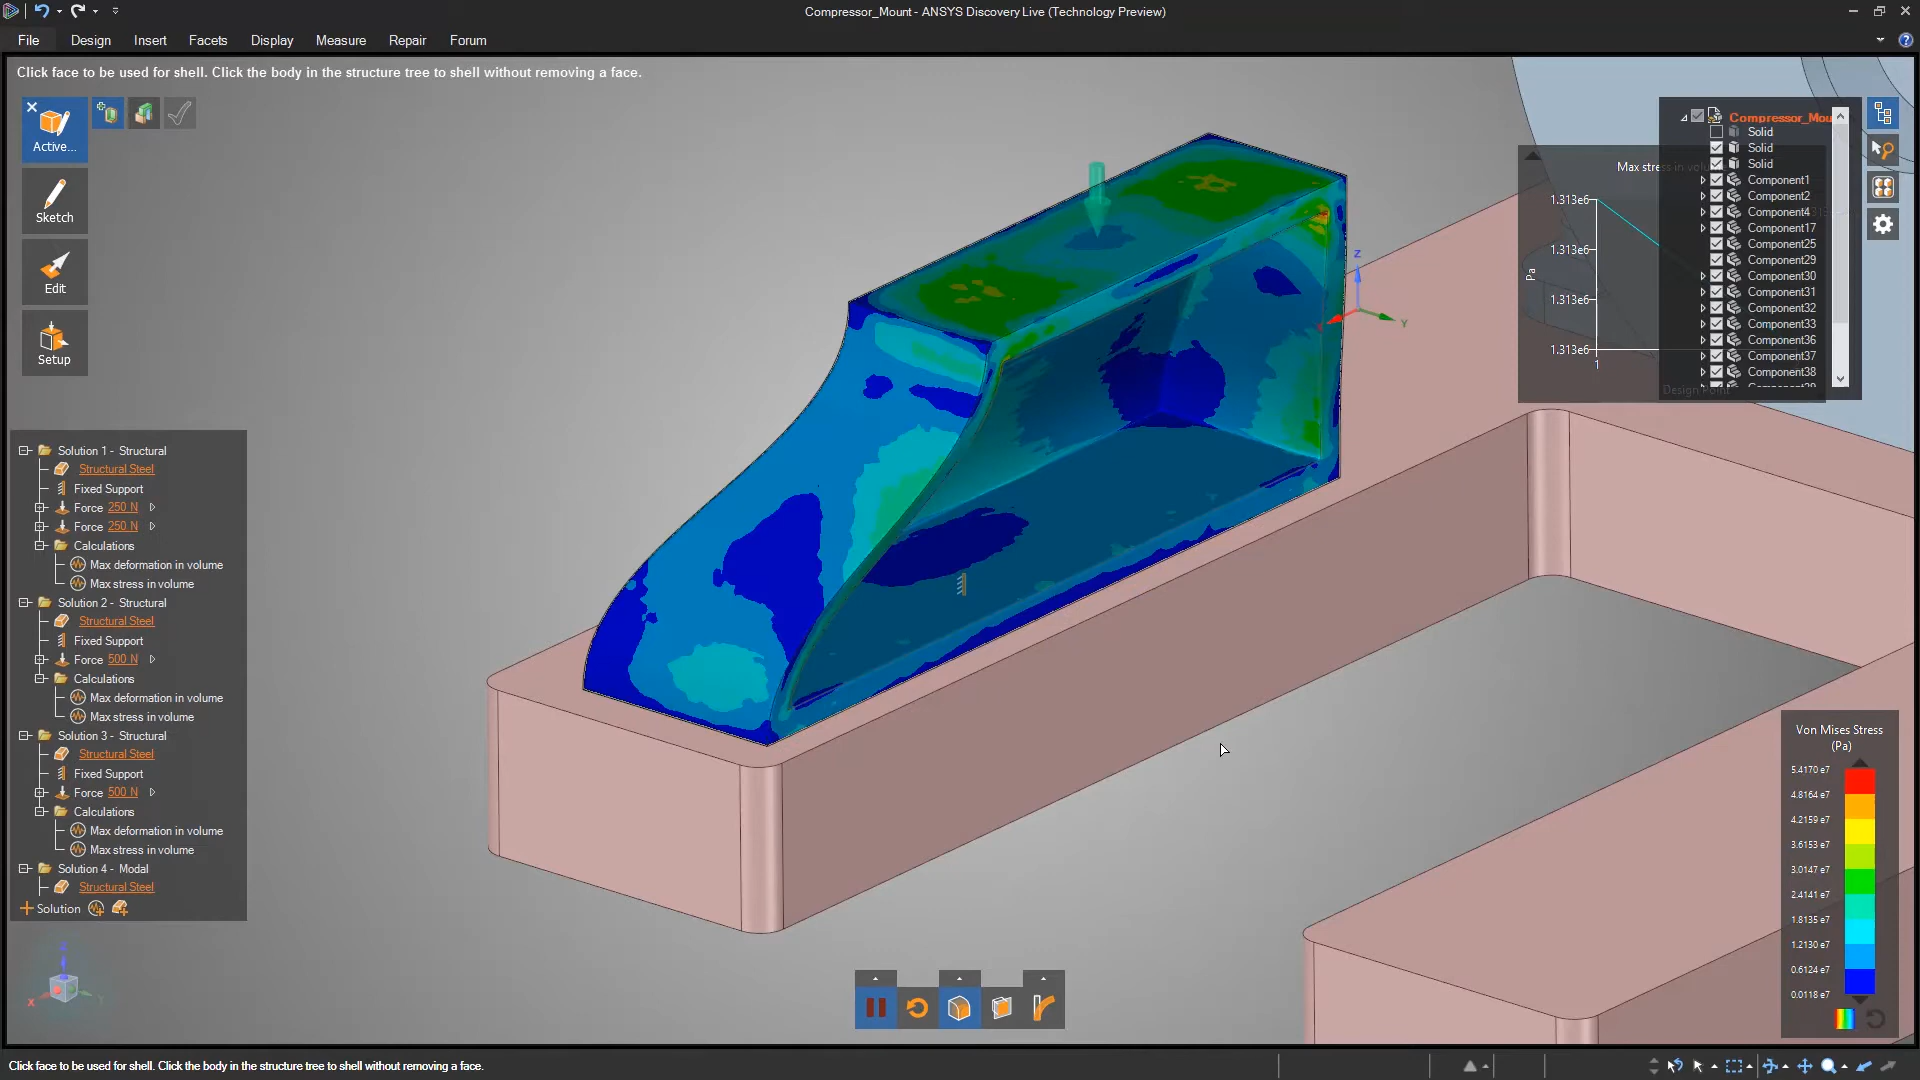 Compressor_Mount - ANSYS Discovery Live (Technology Preview)
File Design Insert Facets Display Measure Repair Forum
Click face to be used for shell. Click the body in the structure tree to shell without removing a face.
Active...
Sketch
Edit
Setup
Solution 1 - Structural
Structural Steel
Fixed Support
Force 250 N
Force 250 N
Calculations
Max deformation in volume
Max stress in volume
Solution 2 - Structural
Structural Steel
Fixed Support
Force 500 N
Calculations
Max deformation in volume
Max stress in volume
Solution 3 - Structural
Structural Steel
Fixed Support
Force 500 N
Calculations
Max deformation in volume
Max stress in volume
Solution 4 - Modal
Structural Steel
Solution
Z
X
Z
Y
Max stress in volu
1.313e6
1.313e6
1.313e6
1.313e6
Pa
1
Design Point
Compressor_Mou
Solid
Solid
Solid
Component1
Component2
Component4
Component17
Component25
Component29
Component30
Component31
Component32
Component33
Component36
Component37
Component38
Von Mises Stress
(Pa)
5.4170 e7
4.8164 e7
4.2159 e7
3.6153 e7
3.0147 e7
2.4141 e7
1.8135 e7
1.2130 e7
0.6124 e7
0.0118 e7
Click face to be used for shell. Click the body in the structure tree to shell without removing a face.